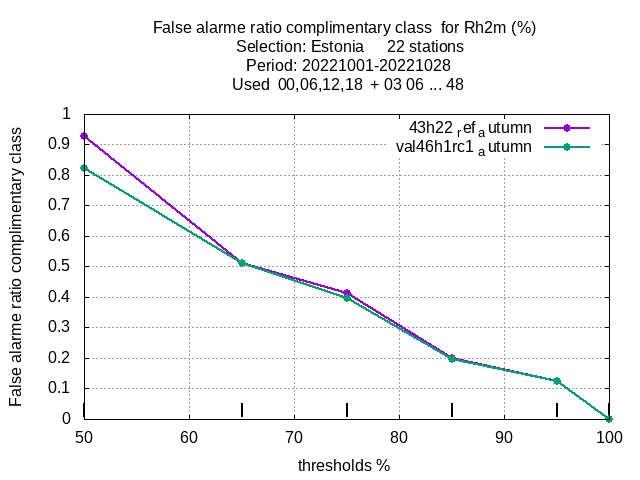 False alarme ratio complimentary class  for Rh2m (%)
Selection: Estonia     22 stations
Period: 20221001-20221028
Used  00,06,12,18  + 03 06 ... 48
43h22 ref autumn
val46h1rc1 autumn
False alarme ratio complimentary class
1
0.9
0.8
0.7
0.6
0.5
0.4
0.3
0.2
0.1
0
50 60 70 80 90 100
thresholds %